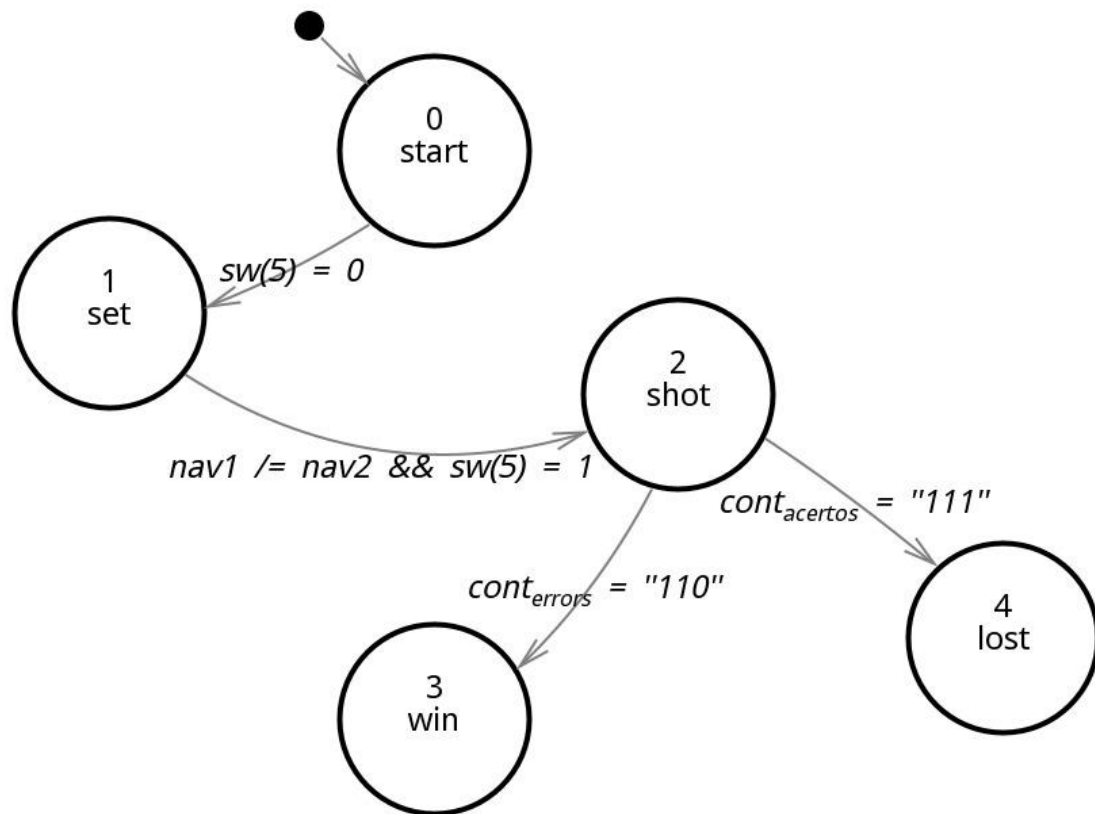 0
start
sw(5) = 0
1
set
2
shot
nav1 /= nav2 && sw(5) = 1
cont_acertos = "111"
cont_errors = "110"
4
lost
3
win